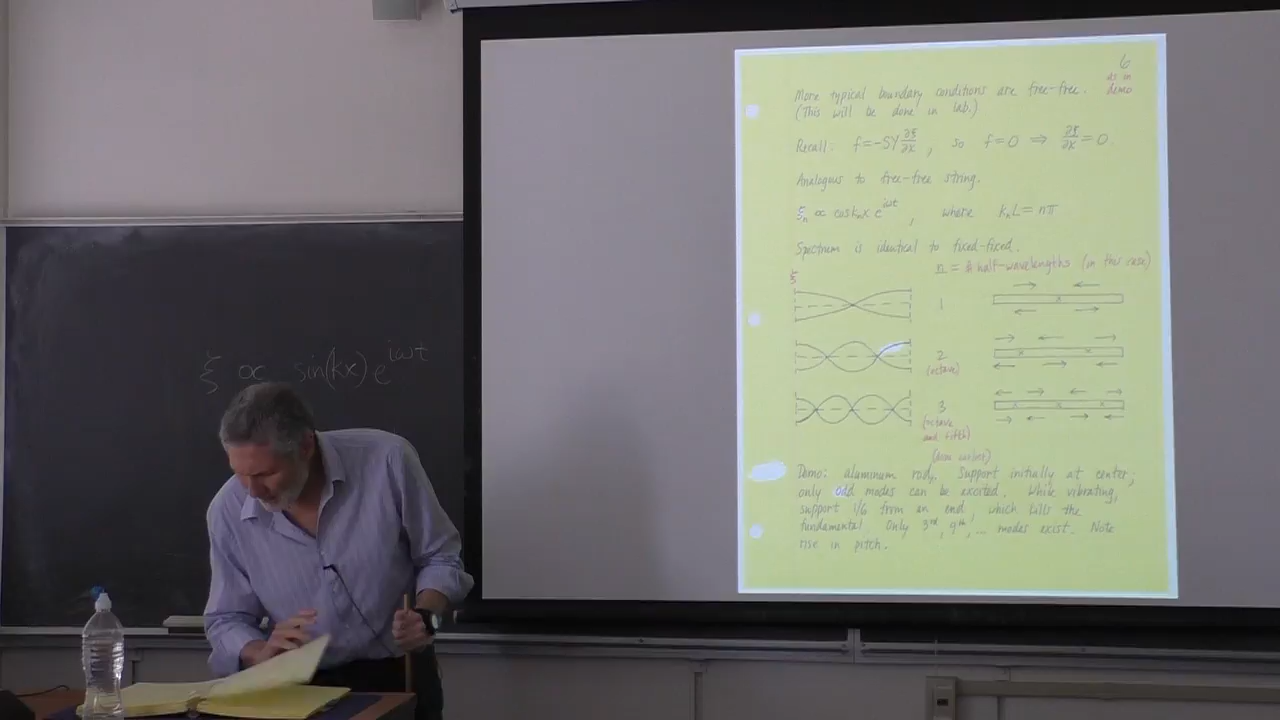 6
as in
demo
More typical boundary conditions are free-free.
(This will be done in lab.)
Recall: f=-SY ∂ξ/∂x, so f=0 ⇒ ∂ξ/∂x=0.
Analogous to free-free string.
ξₙ ∝ cos kₙx e^{iωt}, where kₙL=nπ
Spectrum is identical to fixed-fixed.
n = # half-wavelengths (in this case)
ξ
1
2
(octave)
3
(octave
and fifth)
Demo: aluminum rod. Support initially at center;
only odd modes can be excited. While vibrating,
support 1/6 from an end, which kills the
fundamental. Only 3rd, 9th, ... modes exist. Note
rise in pitch.
ξ ∝ sin(kx) e^{iωt}